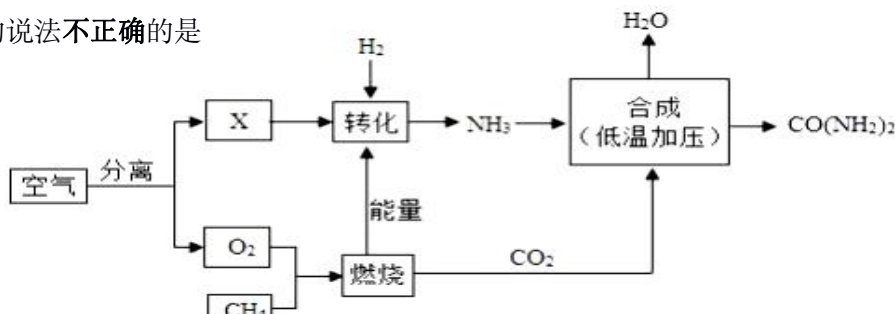 的说法不正确的是
H₂O
H₂
X
转化
NH₃
合成
（低温加压）
CO(NH₂)₂
空气
分离
能量
O₂
燃烧
CO₂
CH₄